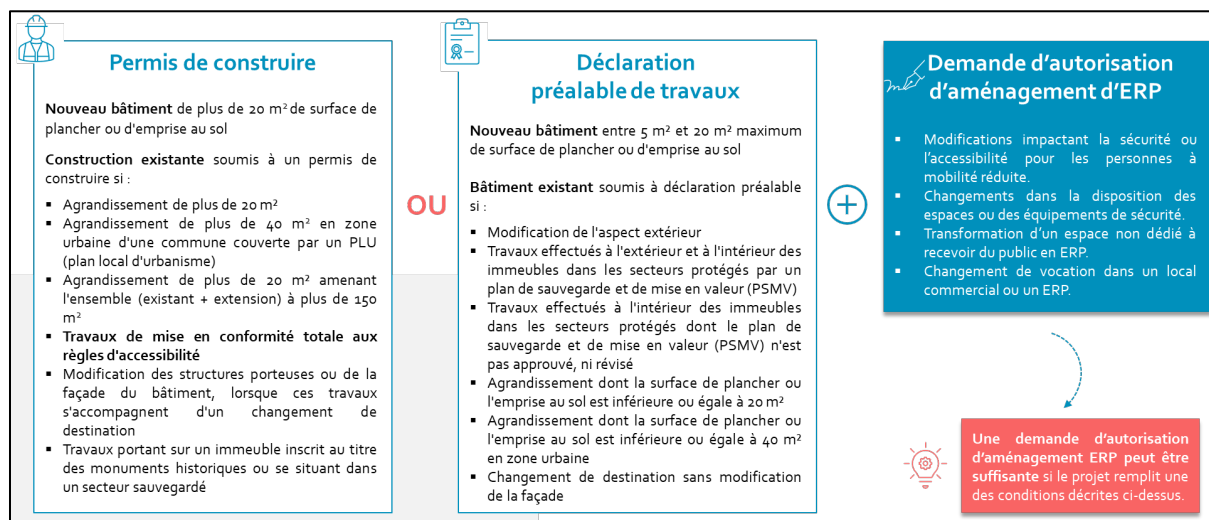 Permis de construire
Nouveau bâtiment de plus de 20 m² de surface de
plancher ou d'emprise au sol
Construction existante soumis à un permis de
construire si :
▪ Agrandissement de plus de 20 m²
▪ Agrandissement de plus de 40 m² en zone
urbaine d'une commune couverte par un PLU
(plan local d'urbanisme)
▪ Agrandissement de plus de 20 m² amenant
l'ensemble (existant + extension) à plus de 150
m²
▪ Travaux de mise en conformité totale aux
règles d'accessibilité
▪ Modification des structures porteuses ou de la
façade du bâtiment, lorsque ces travaux
s'accompagnent d'un changement de
destination
▪ Travaux portant sur un immeuble inscrit au titre
des monuments historiques ou se situant dans
un secteur sauvegardé
OU
Déclaration
préalable de travaux
Nouveau bâtiment entre 5 m² et 20 m² maximum
de surface de plancher ou d'emprise au sol
Bâtiment existant soumis à déclaration préalable
si :
▪ Modification de l'aspect extérieur
▪ Travaux effectués à l'extérieur et à l'intérieur des
immeubles dans les secteurs protégés par un
plan de sauvegarde et de mise en valeur (PSMV)
▪ Travaux effectués à l'intérieur des immeubles
dans les secteurs protégés dont le plan de
sauvegarde et de mise en valeur (PSMV) n'est
pas approuvé, ni révisé
▪ Agrandissement dont la surface de plancher ou
l'emprise au sol est inférieure ou égale à 20 m²
▪ Agrandissement dont la surface de plancher ou
l'emprise au sol est inférieure ou égale à 40 m²
en zone urbaine
▪ Changement de destination sans modification
de la façade
+
Demande d'autorisation
d'aménagement d'ERP
▪ Modifications impactant la sécurité ou
l'accessibilité pour les personnes à
mobilité réduite.
▪ Changements dans la disposition des
espaces ou des équipements de sécurité.
▪ Transformation d'un espace non dédié à
recevoir du public en ERP.
▪ Changement de vocation dans un local
commercial ou un ERP.
Une demande d'autorisation
d'aménagement ERP peut être
suffisante si le projet remplit une
des conditions décrites ci-dessus.